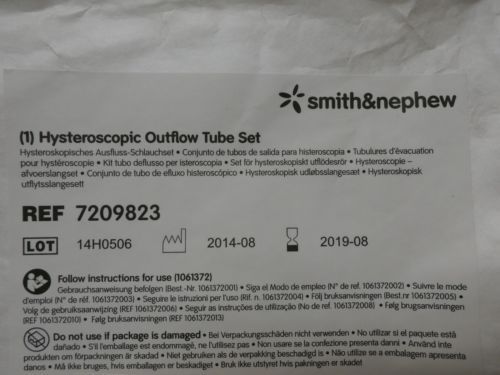 smith&nephew
(1) Hysteroscopic Outflow Tube Set
Hysteroskopisches Ausfluss-Schlauchset • Conjunto de tubos de salida para histeroscopia • Tubulures d'évacuation
pour hystéroscopie • Kit tubo deflusso per isteroscopia • Set för hysteroskopiskt utflödesrör • Hysteroscopie –
afvoerslangset • Conjunto de tubo de efluxo histeroscópico • Hysteroskopisk udløbsslangesæt • Hysteroskopisk
utflytsslangesett
REF 7209823
LOT 14H0506 2014-08 2019-08
Follow instructions for use (1061372)
Gebrauchsanweisung befolgen (Best.-Nr. 1061372001) • Siga el Modo de empleo (N° de ref. 1061372002) • Suivre le mode
d'emploi (N° de réf. 1061372003) • Seguire le istruzioni per l'uso (Rif. n. 1061372004) • Följ bruksanvisningen (Best.nr 1061372005) •
Volg de gebruiksaanwijzing (REF 1061372006) • Seguir as instruções de utilização (No de ref. 1061372008) • Følg brugsanvisningen
(REF 1061372010) • Følg bruksanvisningen (REF 1061372013)
Do not use if package is damaged • Bei Verpackungsschäden nicht verwenden • No utilizar si el paquete está
dañado • S'il l'emballage est endommagé, ne l'utilisez pas • Non usare se la confezione presenta danni • Använd inte
produkten om förpackningen är skadad • Niet gebruiken als de verpakking beschadigd is • Não utilize se a embalagem apresenta
danos • Må ikke bruges, hvis emballagen er beskadiget • Bruk ikke utstyret hvis pakningen er skadet